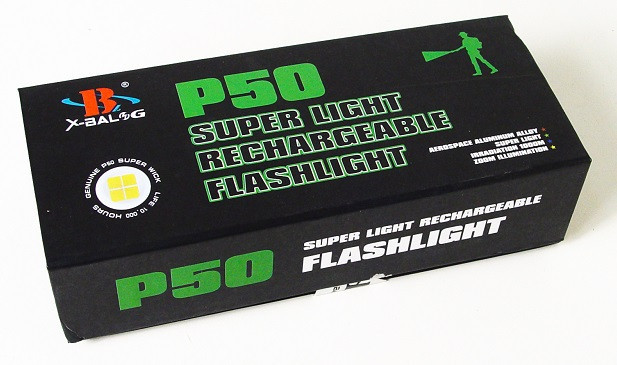 B®
X-BALOG
P50
SUPER LIGHT
RECHARGEABLE
FLASHLIGHT
AEROSPACE ALUMINUM ALLOY
SUPER LIGHT
IRRADIATION 1000M
ZOOM ILLUMINATION
GENUINE P50 SUPER WICK
LIFE 10.000 HOURS
P50
SUPER LIGHT RECHARGEABLE
FLASHLIGHT